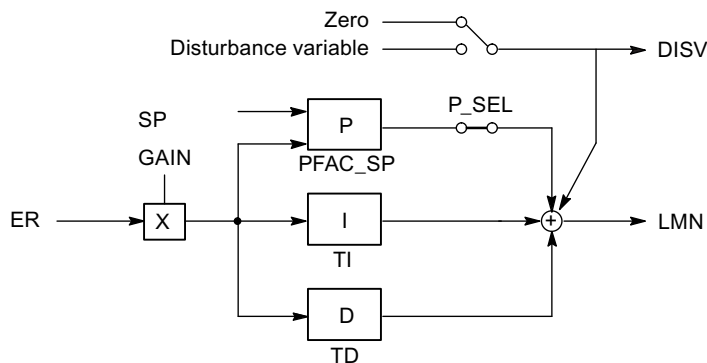 Zero
Disturbance variable
DISV
P_SEL
SP
P
PFAC_SP
GAIN
ER
X
I
+
LMN
TI
D
TD